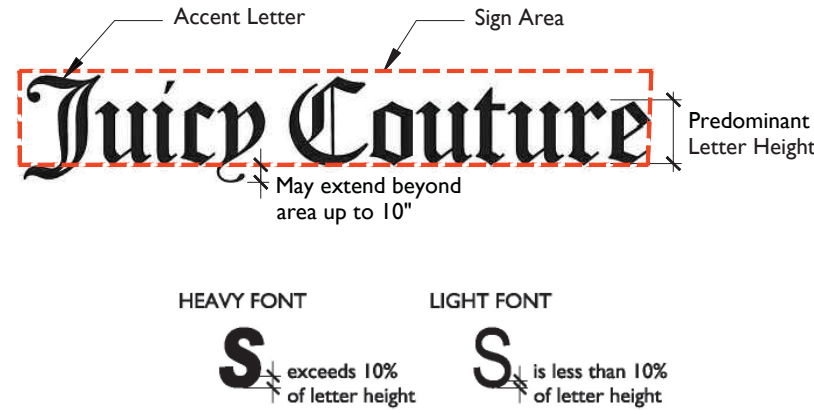 Accent Letter
Sign Area
Juicy Couture
Predominant
Letter Height
May extend beyond
area up to 10"
HEAVY FONT
LIGHT FONT
S
exceeds 10%
of letter height
S
is less than 10%
of letter height